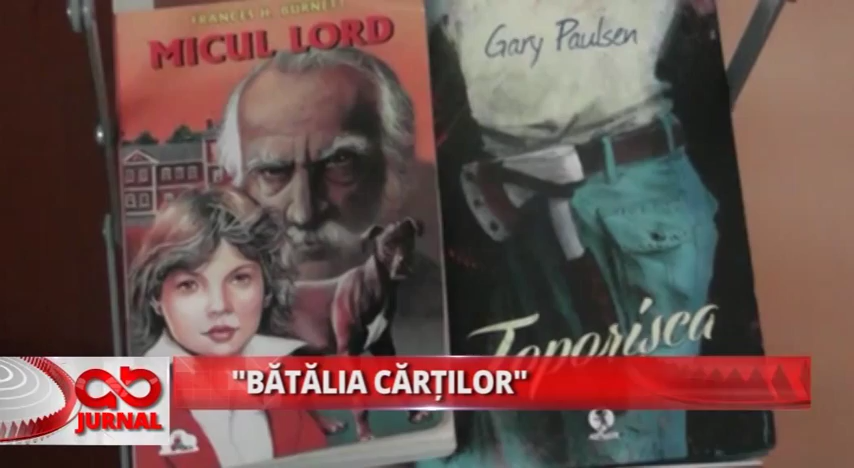 FRANCES H. BURNETT
MICUL LORD
Gary Paulsen
Toporișca
"BĂTĂLIA CĂRȚILOR"
ab
JURNAL